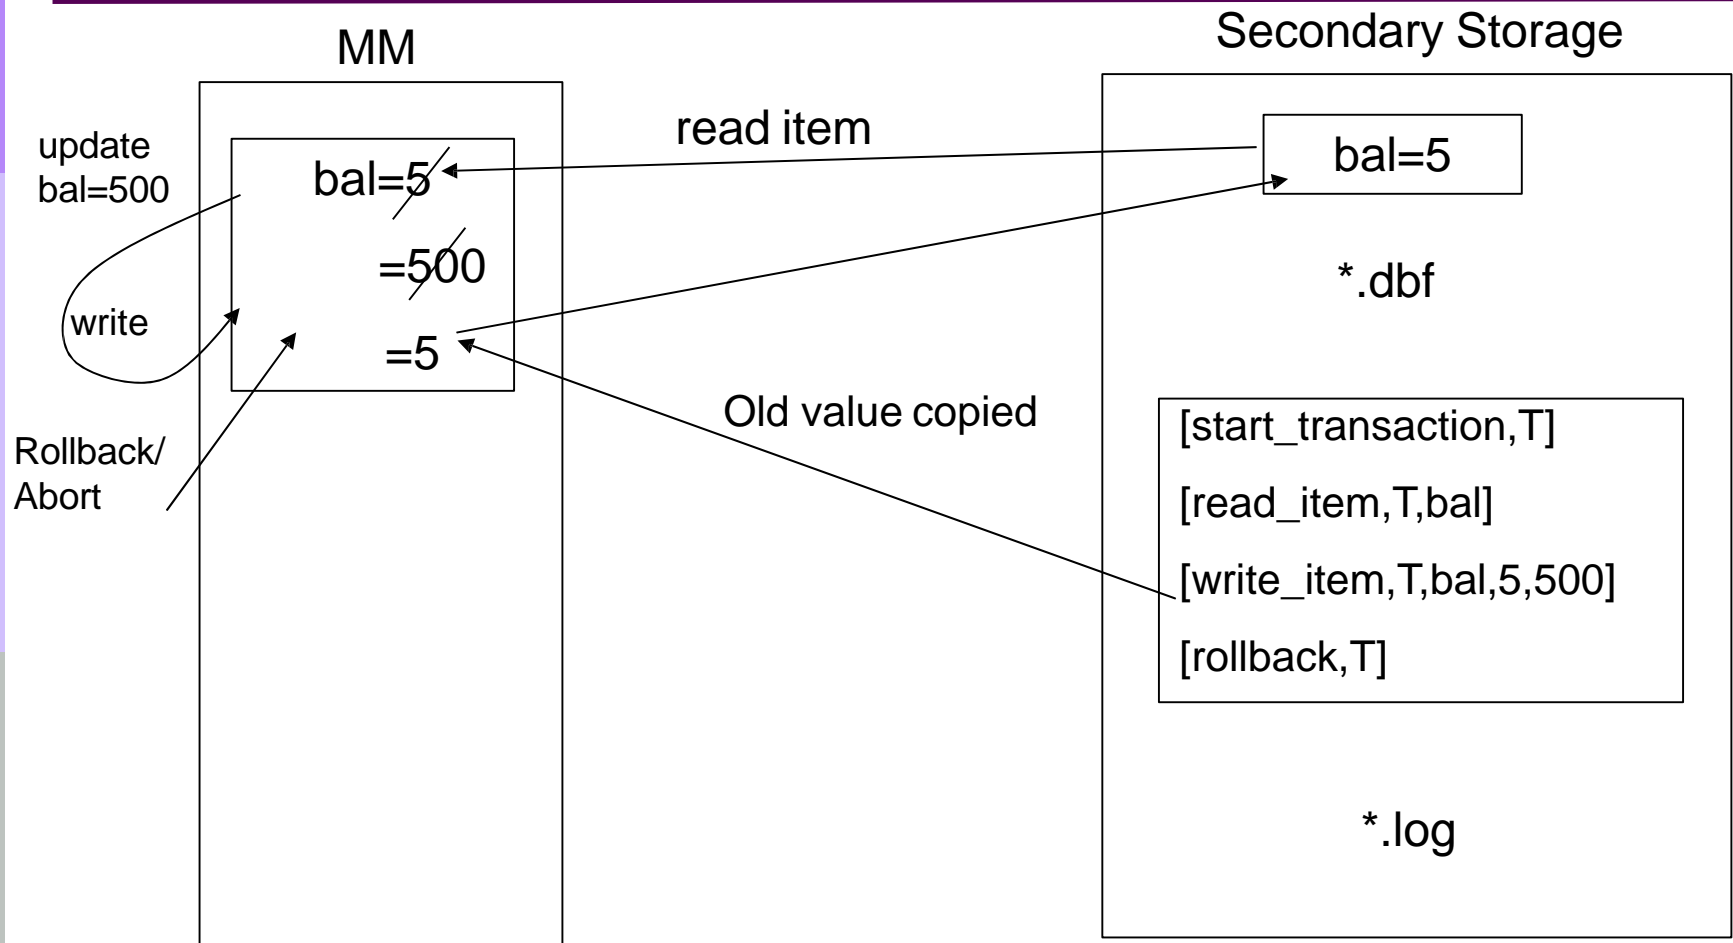 MM
Secondary Storage
update
bal=500
read item
bal=5
bal=5
=500
*.dbf
write
=5
Old value copied
Rollback/
Abort
[start_transaction,T]
[read_item,T,bal]
[write_item,T,bal,5,500]
[rollback,T]
*.log